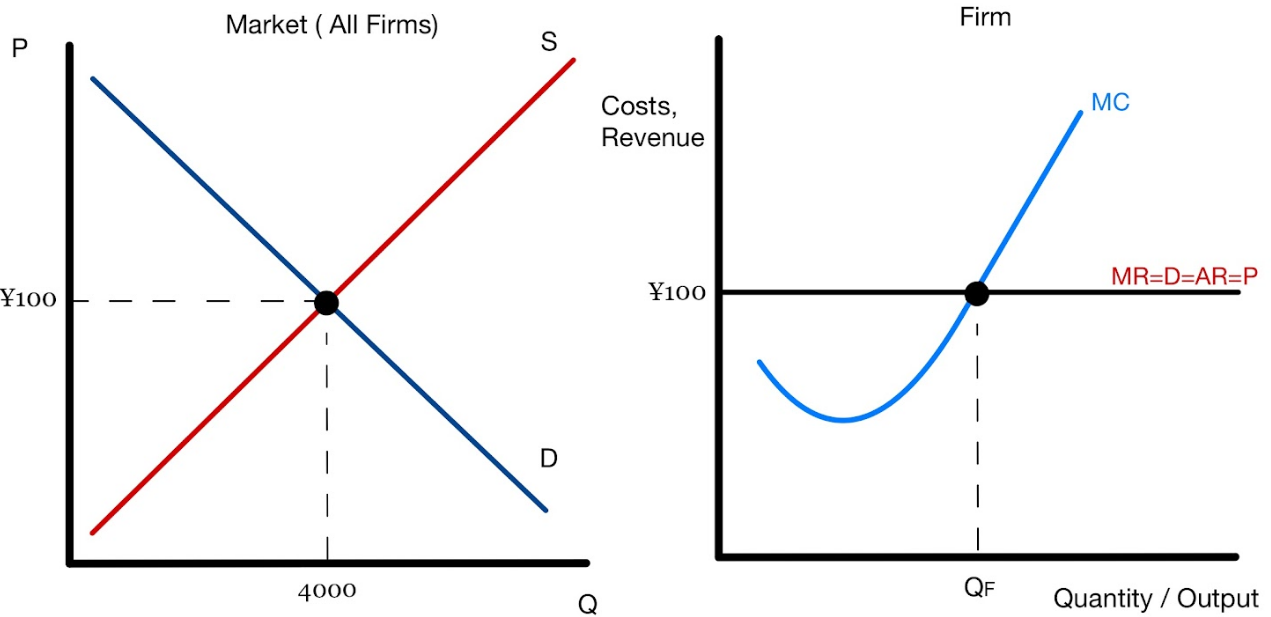 Market ( All Firms)
P
S
¥100
D
4000
Q
Firm
Costs,
Revenue
MC
MR=D=AR=P
¥100
QF
Quantity / Output